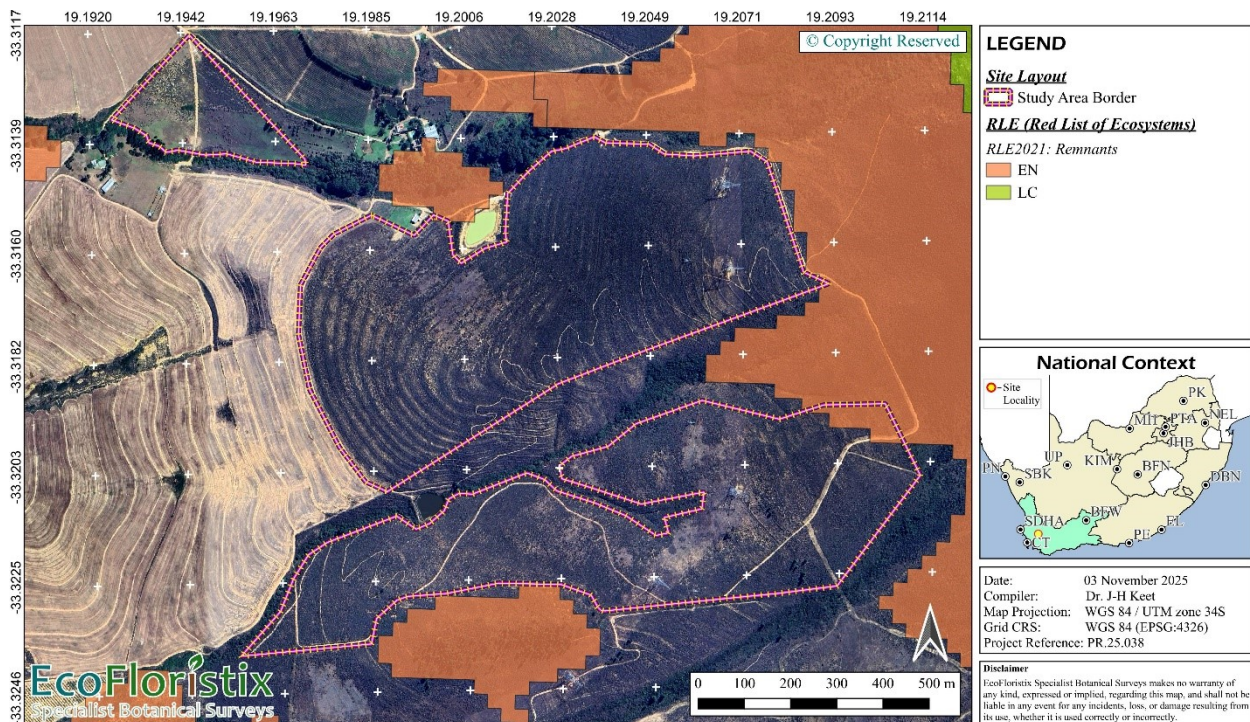 19.1920 19.1942 19.1963 19.1985 19.2006 19.2028 19.2049 19.2071 19.2093 19.2114
-33.3117
-33.3139
-33.3160
-33.3182
-33.3203
-33.3225
-33.3246
© Copyright Reserved
EcoFloristix
Specialist Botanical Surveys
0 100 200 300 400 500 m
LEGEND
Site Layout
Study Area Border
RLE (Red List of Ecosystems)
RLE2021: Remnants
EN
LC
National Context
Site
Locality
PK
MH PTA NEL
JHB
UP KIM BFN
PN SBK DBN
SDHA BFW EL
CT PE
Date: 03 November 2025
Compiler: Dr. J-H Keet
Map Projection: WGS 84 / UTM zone 34S
Grid CRS: WGS 84 (EPSG:4326)
Project Reference: PR.25.038
Disclaimer
EcoFloristix Specialist Botanical Surveys makes no warranty of
any kind, expressed or implied, regarding this map, and shall not be
liable in any event for any incidents, loss, or damage resulting from
its use, whether it is used correctly or incorrectly.